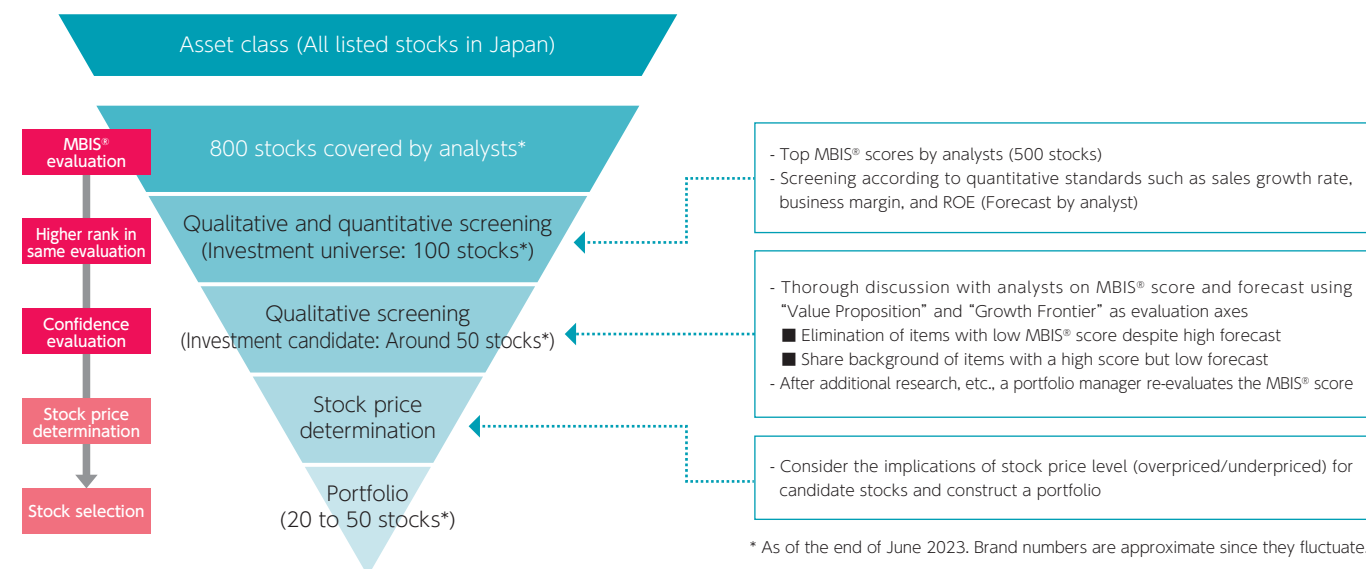 Asset class (All listed stocks in Japan)
MBIS®
evaluation
Higher rank in
same evaluation
Confidence
evaluation
Stock price
determination
Stock selection
800 stocks covered by analysts*
Qualitative and quantitative screening
(Investment universe: 100 stocks*)
Qualitative screening
(Investment candidate: Around 50 stocks*)
Stock price
determination
Portfolio
(20 to 50 stocks*)
- Top MBIS® scores by analysts (500 stocks)
- Screening according to quantitative standards such as sales growth rate,
business margin, and ROE (Forecast by analyst)
- Thorough discussion with analysts on MBIS® score and forecast using
“Value Proposition” and “Growth Frontier” as evaluation axes
■ Elimination of items with low MBIS® score despite high forecast
■ Share background of items with a high score but low forecast
- After additional research, etc., a portfolio manager re-evaluates the MBIS® score
- Consider the implications of stock price level (overpriced/underpriced) for
candidate stocks and construct a portfolio
* As of the end of June 2023. Brand numbers are approximate since they fluctuate.